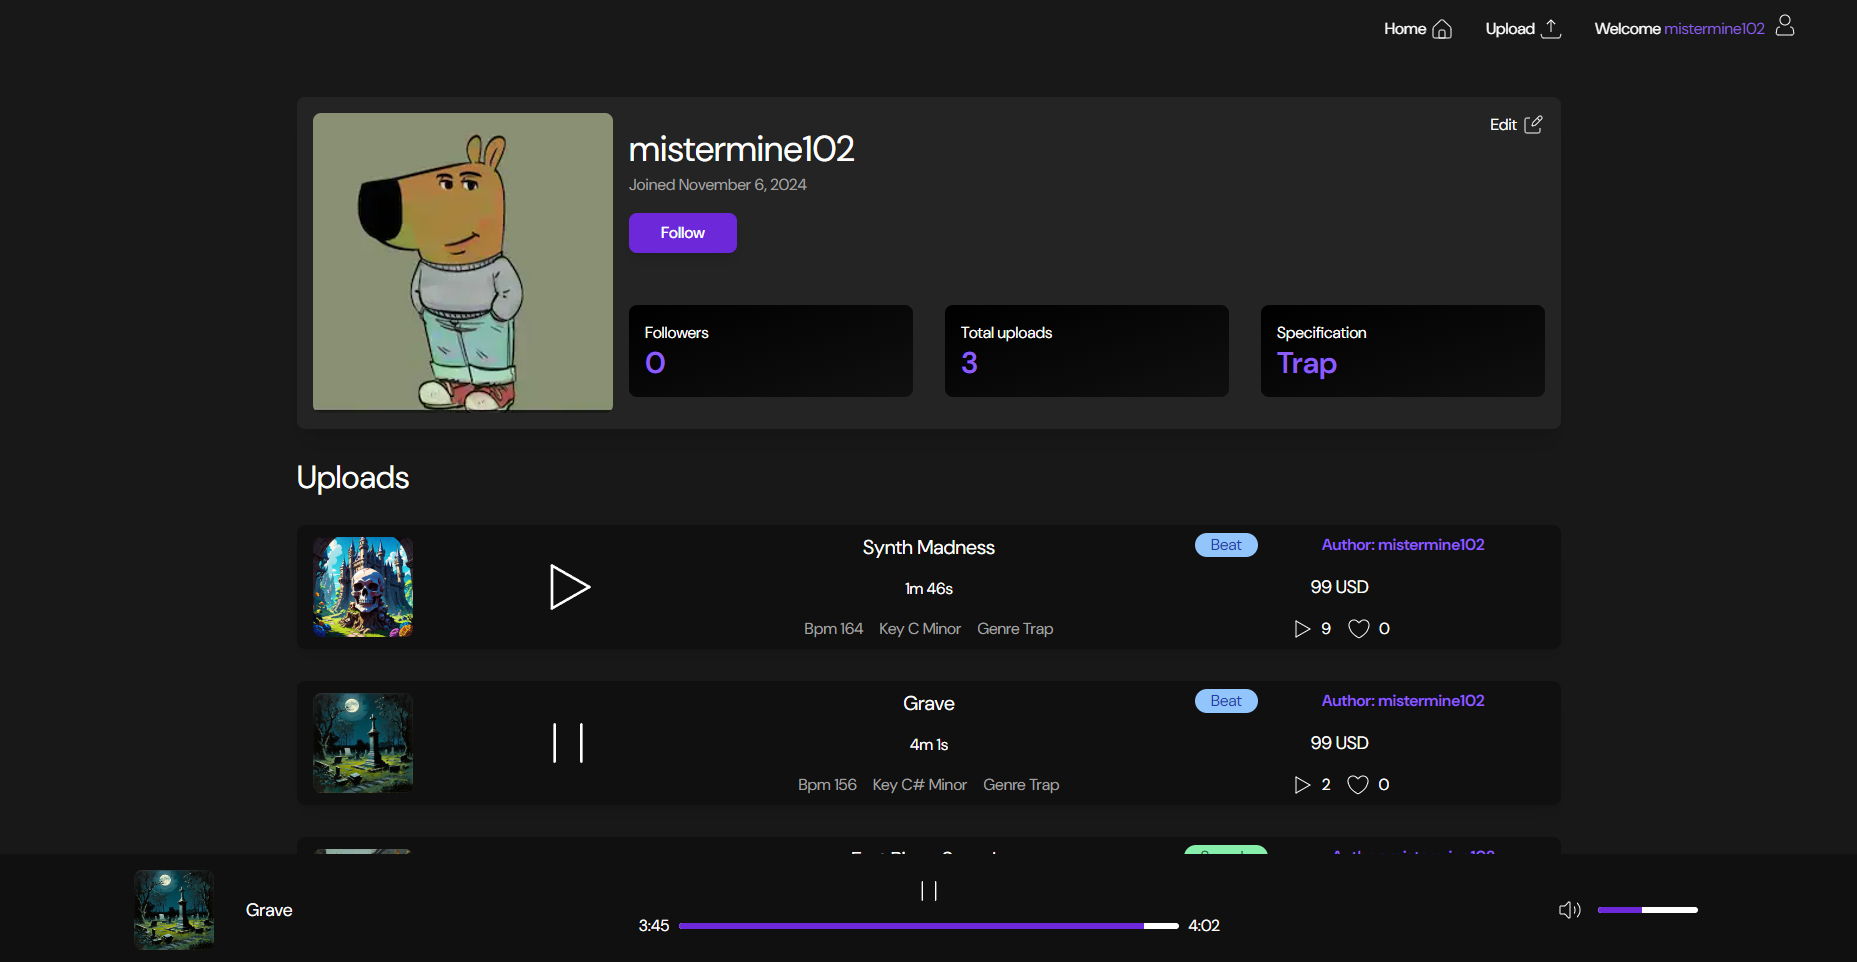 Home
Upload
Welcome mistermine102
Edit
mistermine102
Joined November 6, 2024
Follow
Followers
0
Total uploads
3
Specification
Trap
Uploads
Synth Madness
Beat
Author: mistermine102
1m 46s
99 USD
Bpm 164 Key C Minor Genre Trap
9 0
Grave
Beat
Author: mistermine102
4m 1s
99 USD
Bpm 156 Key C# Minor Genre Trap
2 0
Grave
3:45
4:02